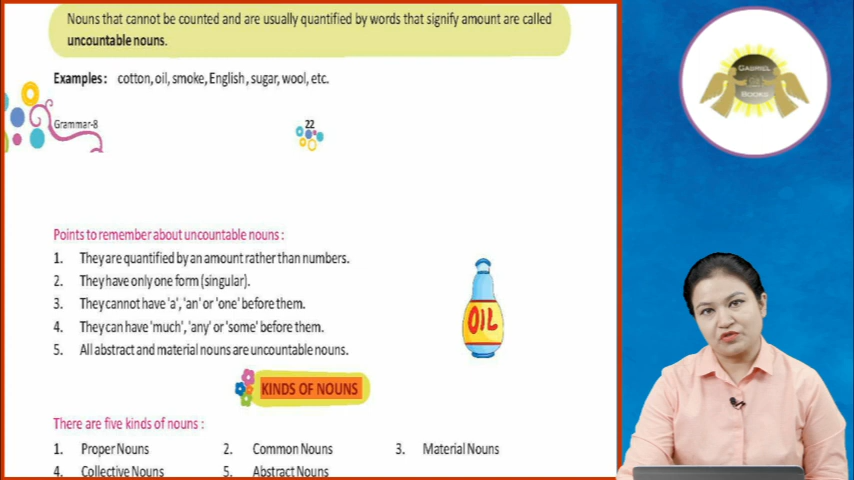 Nouns that cannot be counted and are usually quantified by words that signify amount are called
uncountable nouns.
Examples: cotton, oil, smoke, English, sugar, wool, etc.
Grammar-8
22
Points to remember about uncountable nouns :
1. They are quantified by an amount rather than numbers.
2. They have only one form (singular).
3. They cannot have 'a', 'an' or 'one' before them.
4. They can have 'much', 'any' or 'some' before them.
5. All abstract and material nouns are uncountable nouns.
OIL
KINDS OF NOUNS
There are five kinds of nouns :
1. Proper Nouns 2. Common Nouns 3. Material Nouns
4. Collective Nouns 5. Abstract Nouns
GABRIEL
BOOKS